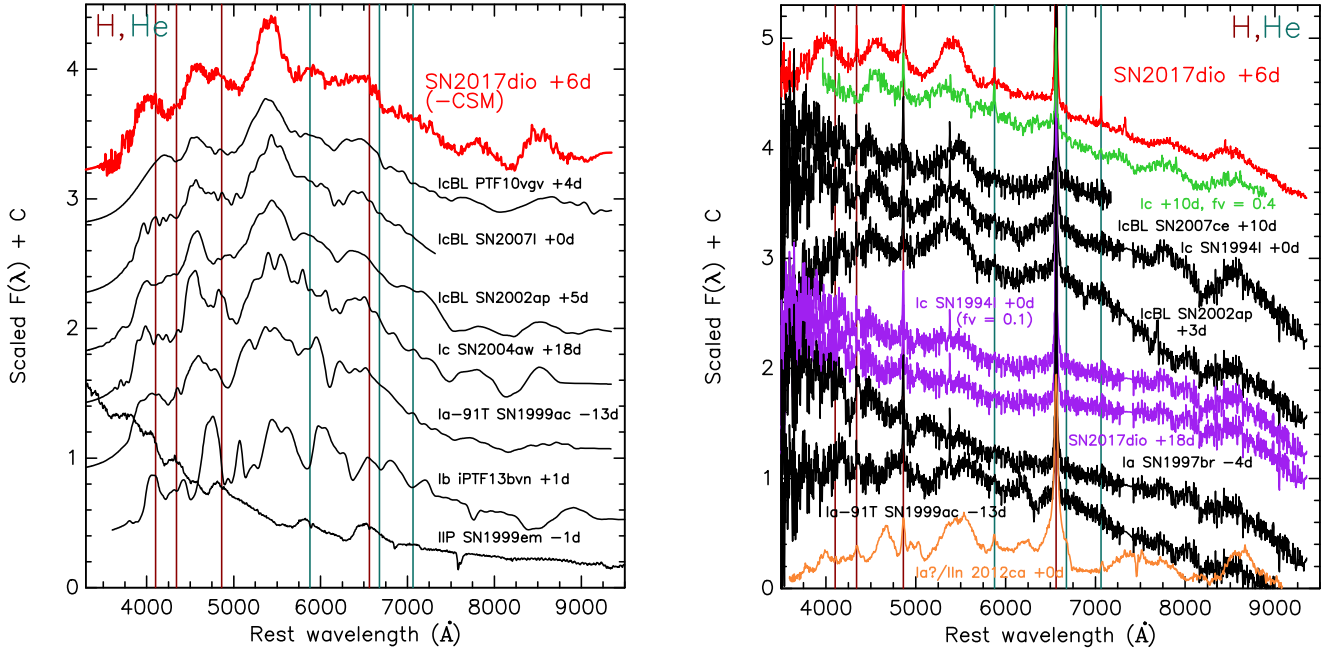 H, He
SN2017dio +6d
(−CSM)
IcBL PTF10vgv +4d
IcBL SN2007I +0d
IcBL SN2002ap +5d
Ic SN2004aw +18d
Ia−91T SN1999ac −13d
Ib iPTF13bvn +1d
IIP SN1999em −1d
Scaled F(λ) + C
4
3
2
1
0
4000 5000 6000 7000 8000 9000
Rest wavelength (Å)
H,He
SN2017dio +6d
Ic +10d, fv = 0.4
IcBL SN2007ce +10d
Ic SN1994I +0d
Ic SN1994I +0d
(fv = 0.1)
IcBL SN2002ap
+3d
SN2017dio +18d
Ia SN1997br −4d
Ia−91T SN1999ac −13d
Ia?/IIn 2012ca +0d
Scaled F(λ) + C
5
4
3
2
1
0
4000 5000 6000 7000 8000 9000
Rest wavelength (Å)